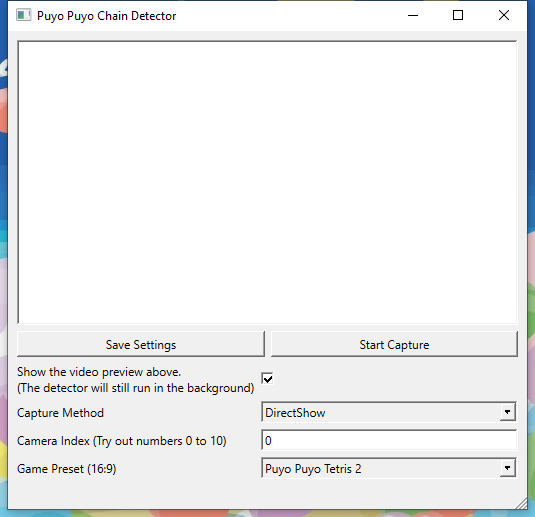 Puyo Puyo Chain Detector
Save Settings
Start Capture
Show the video preview above.
(The detector will still run in the background)
Capture Method
DirectShow
Camera Index (Try out numbers 0 to 10)
0
Game Preset (16:9)
Puyo Puyo Tetris 2